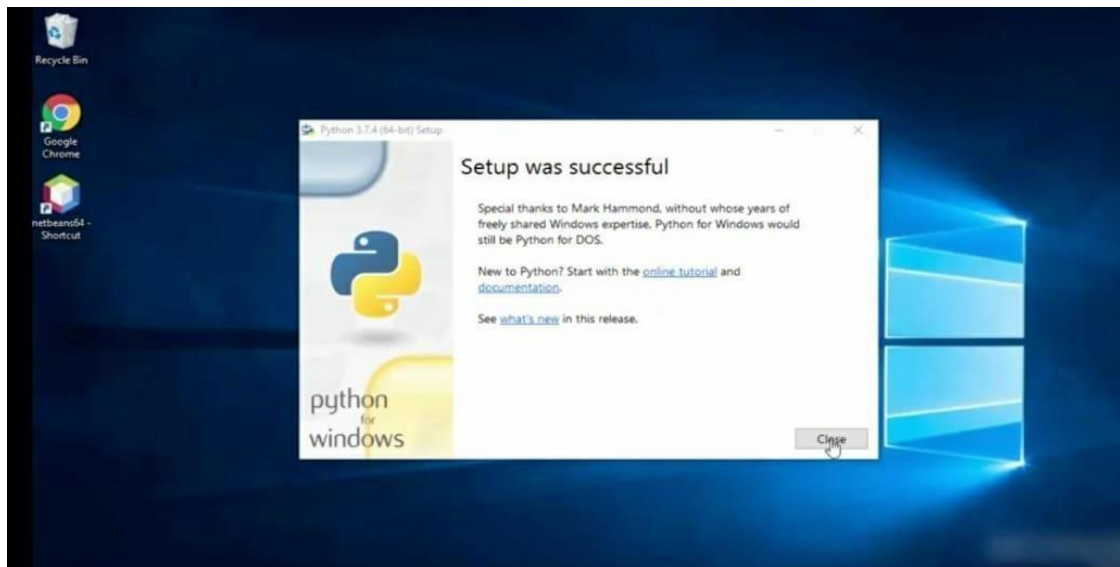 Recycle Bin
Google
Chrome
netbeans64 -
Shortcut
Python 3.7.4 (64-bit) Setup
Setup was successful
Special thanks to Mark Hammond, without whose years of
freely shared Windows expertise, Python for Windows would
still be Python for DOS.
New to Python? Start with the online tutorial and
documentation.
See what's new in this release.
python
for
windows
Close